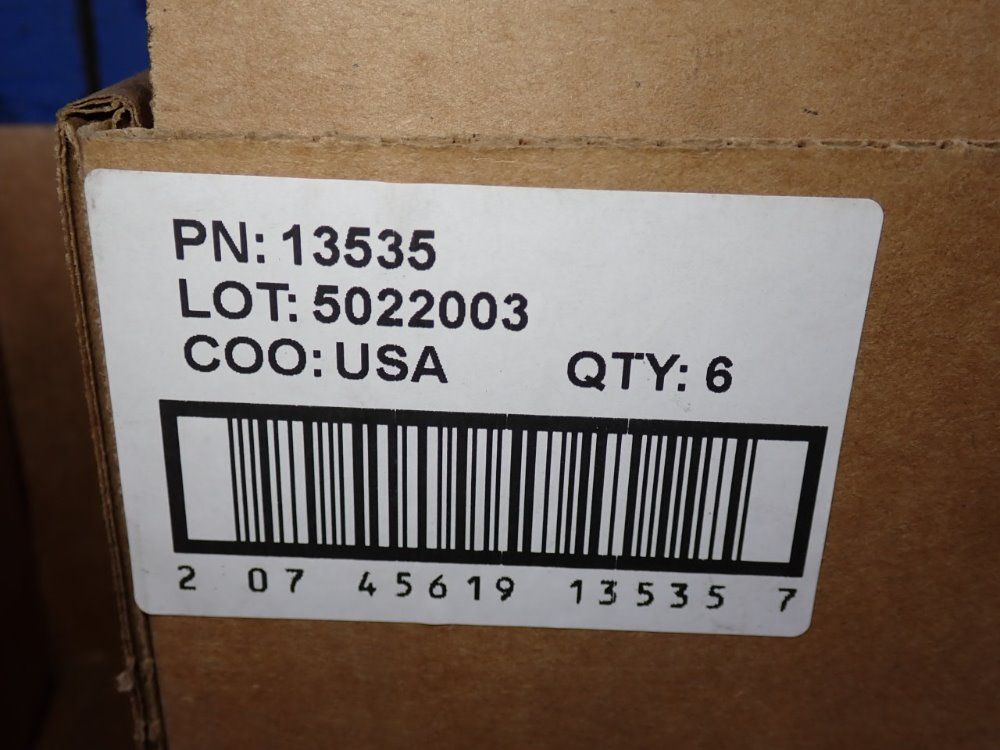 PN: 13535
LOT: 5022003
COO: USA QTY: 6
2 07 45619 13535 7